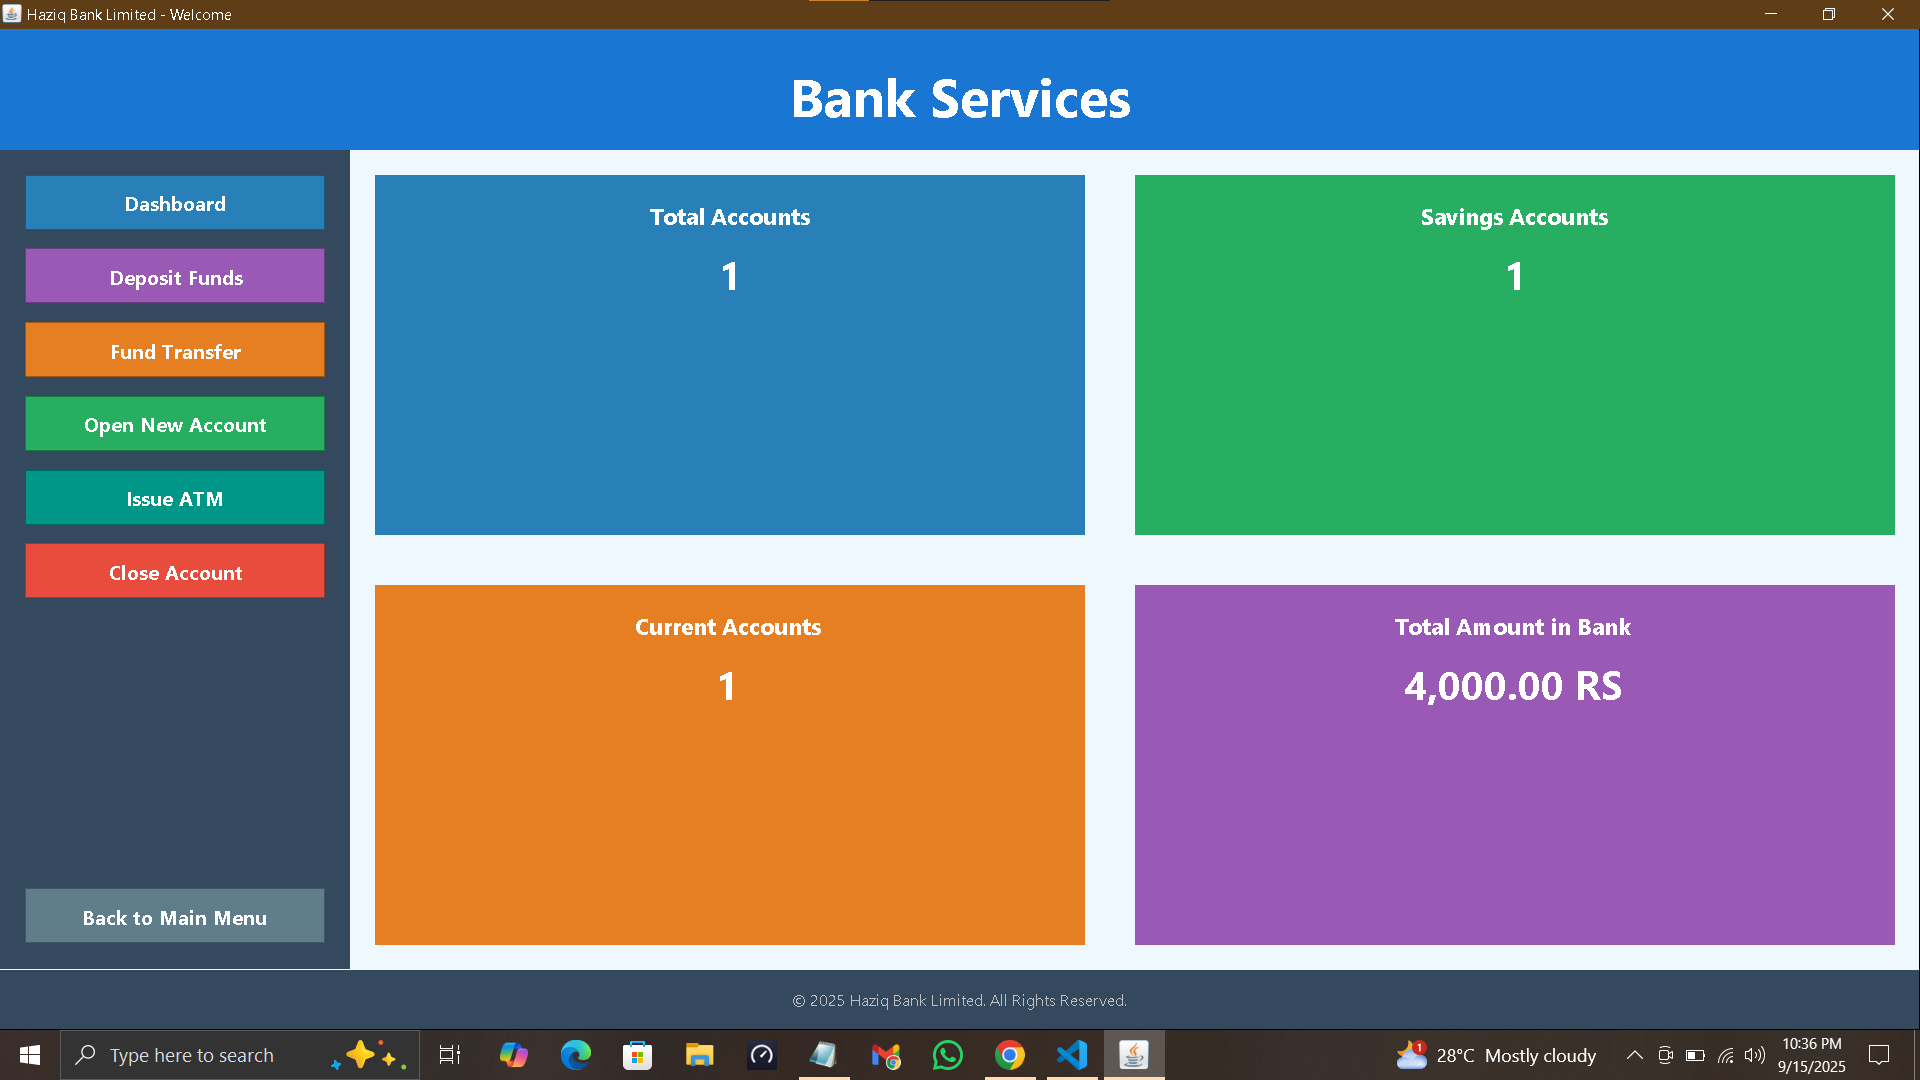 Haziq Bank Limited - Welcome
Bank Services
Dashboard
Deposit Funds
Fund Transfer
Open New Account
Issue ATM
Close Account
Back to Main Menu
Total Accounts
1
Savings Accounts
1
Current Accounts
1
Total Amount in Bank
4,000.00 RS
© 2025 Haziq Bank Limited. All Rights Reserved.
Type here to search
1
28°C Mostly cloudy
10:36 PM
9/15/2025